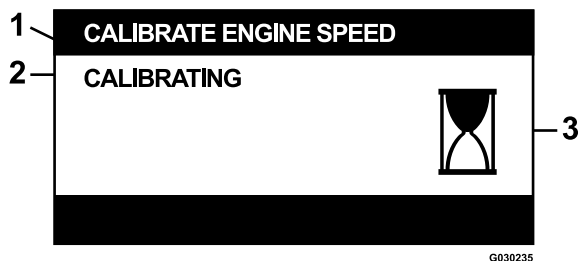 1
CALIBRATE ENGINE SPEED
2
CALIBRATING
3
G030235